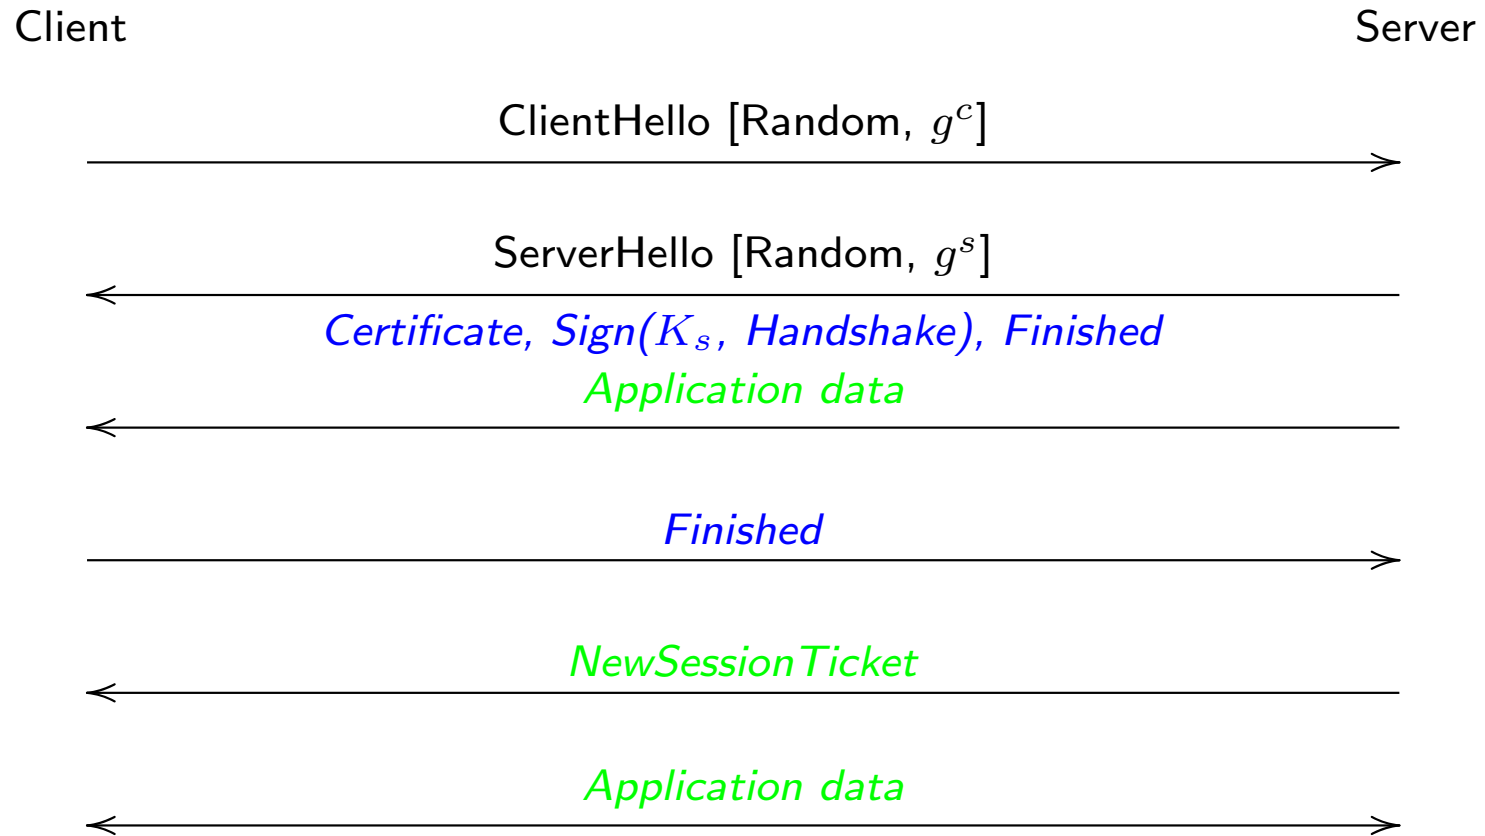 Client Server
ClientHello [Random, g^c]
ServerHello [Random, g^s]
Certificate, Sign(K_s, Handshake), Finished
Application data
Finished
NewSessionTicket
Application data